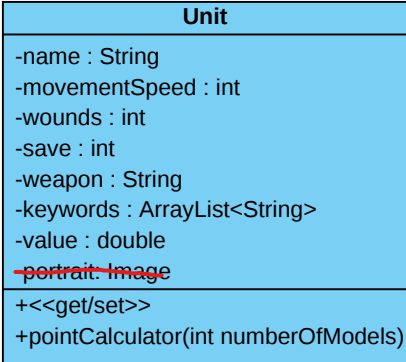 Unit
-name : String
-movementSpeed : int
-wounds : int
-save : int
-weapon : String
-keywords : ArrayList<String>
-value : double
-portrait: Image
+<<get/set>>
+pointCalculator(int numberOfModels)